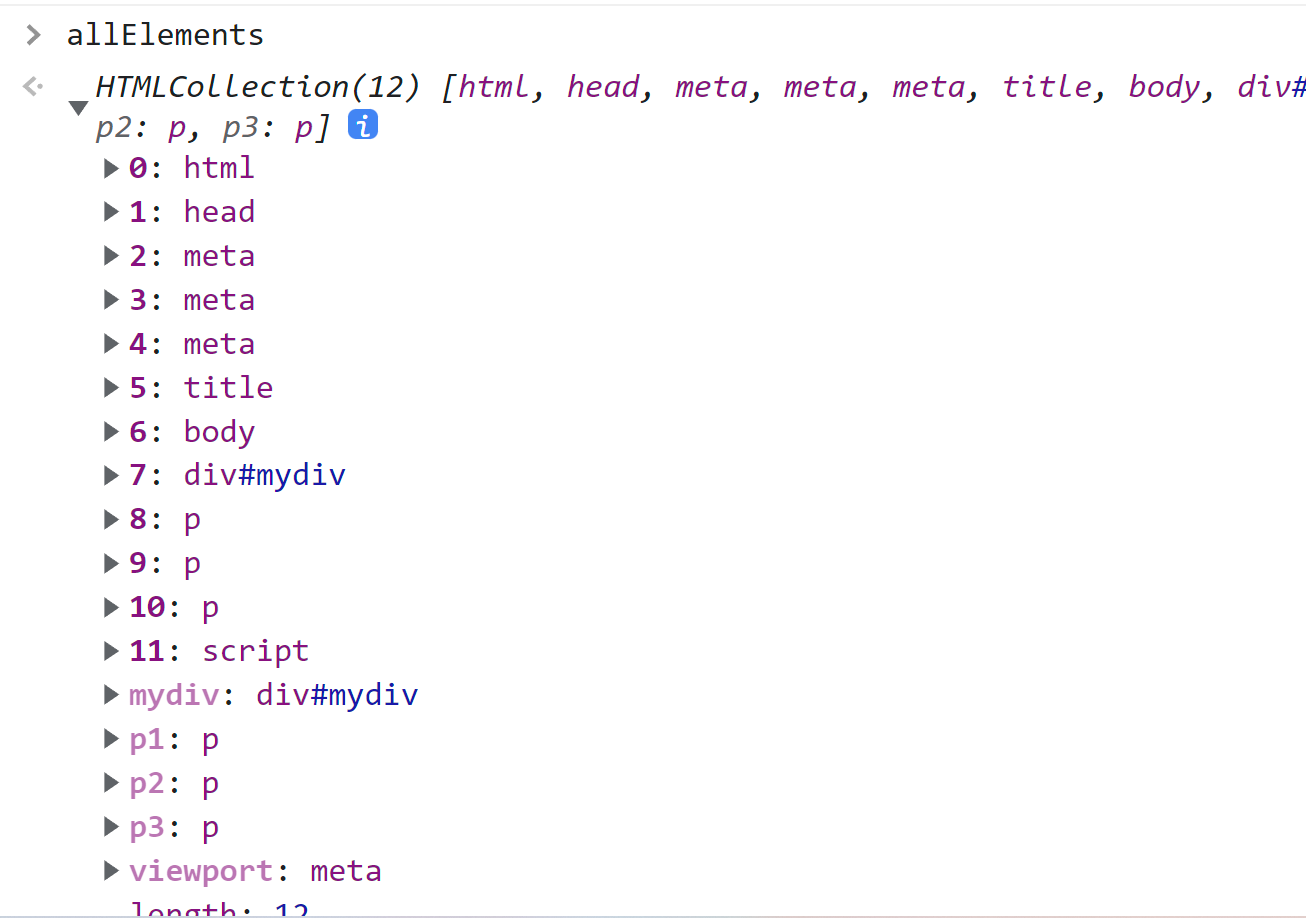 allElements
HTMLCollection(12) [html, head, meta, meta, meta, title, body, div#
p2: p, p3: p] i
0: html
1: head
2: meta
3: meta
4: meta
5: title
6: body
7: div#mydiv
8: p
9: p
10: p
11: script
mydiv: div#mydiv
p1: p
p2: p
p3: p
viewport: meta
length: 12